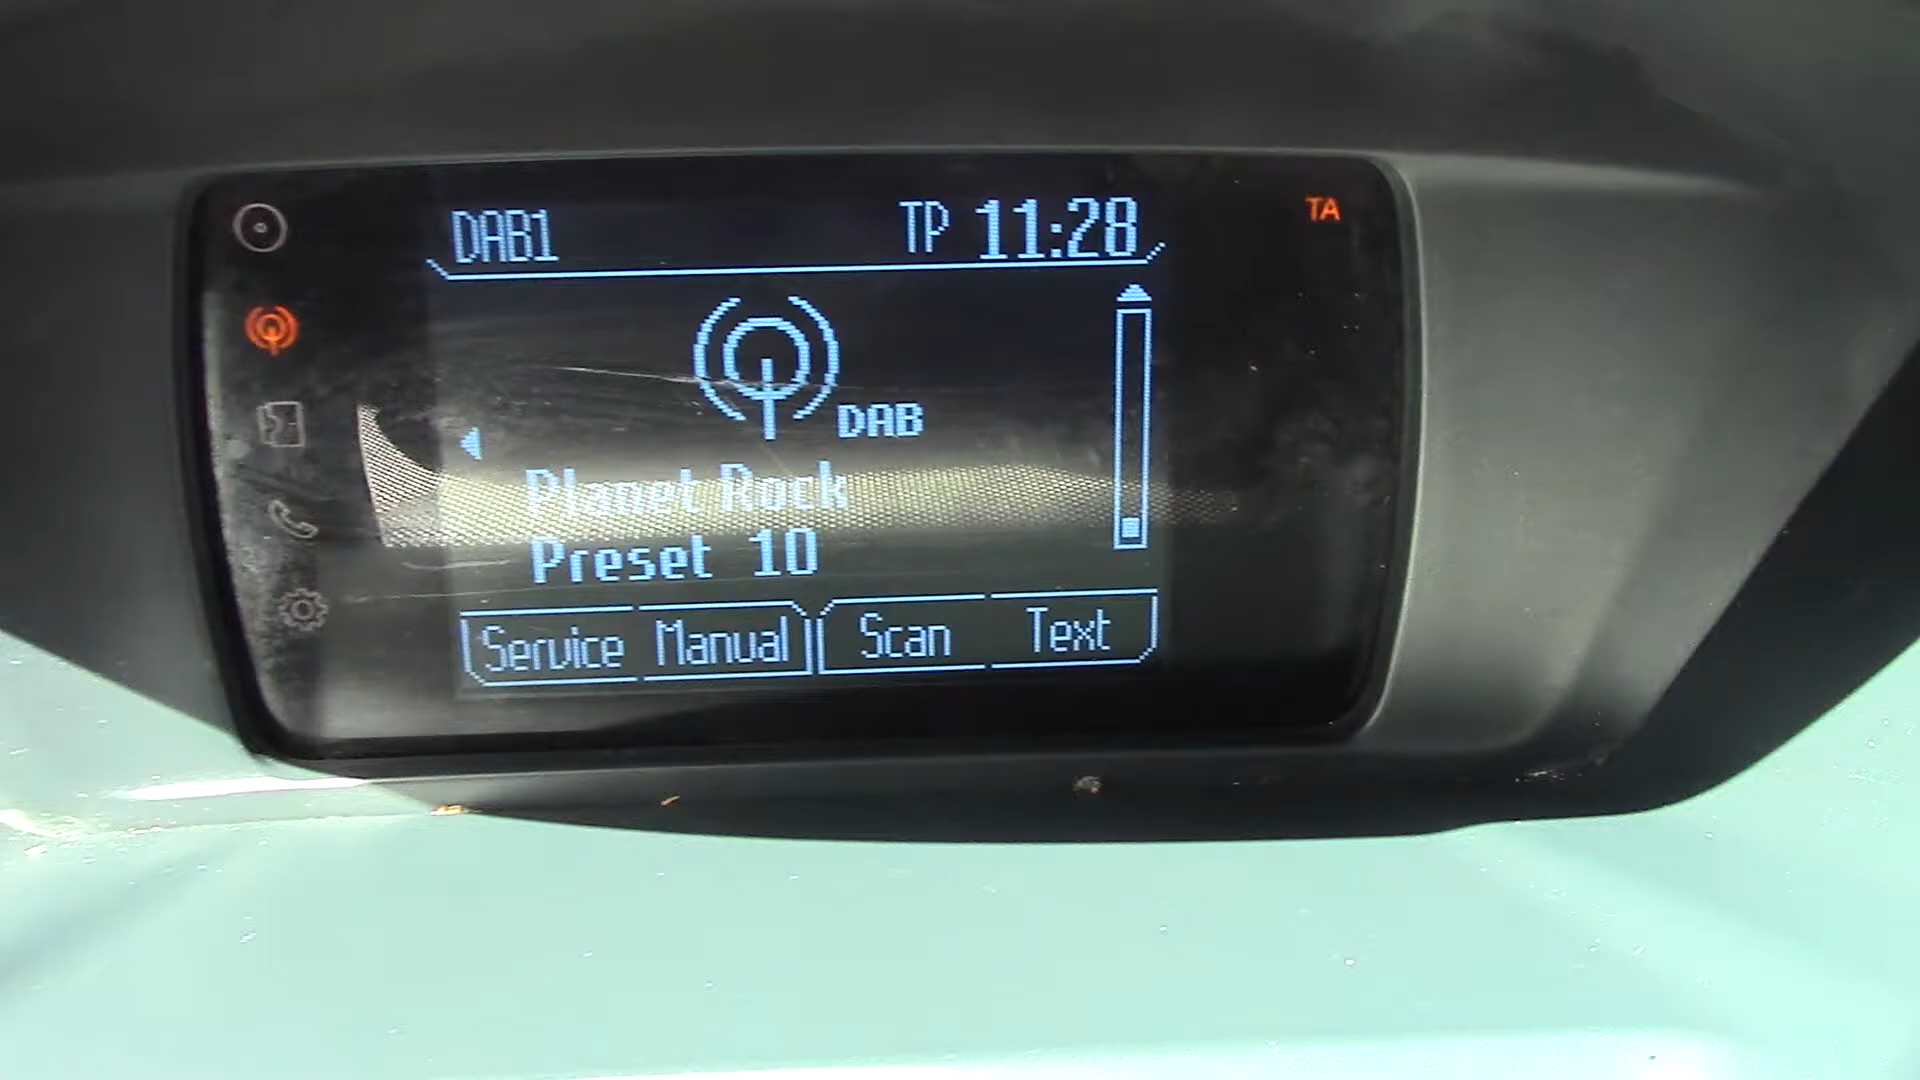 DAB1 TP 11:28 TA
DAB
Planet Rock
Preset 10
Service Manual Scan Text